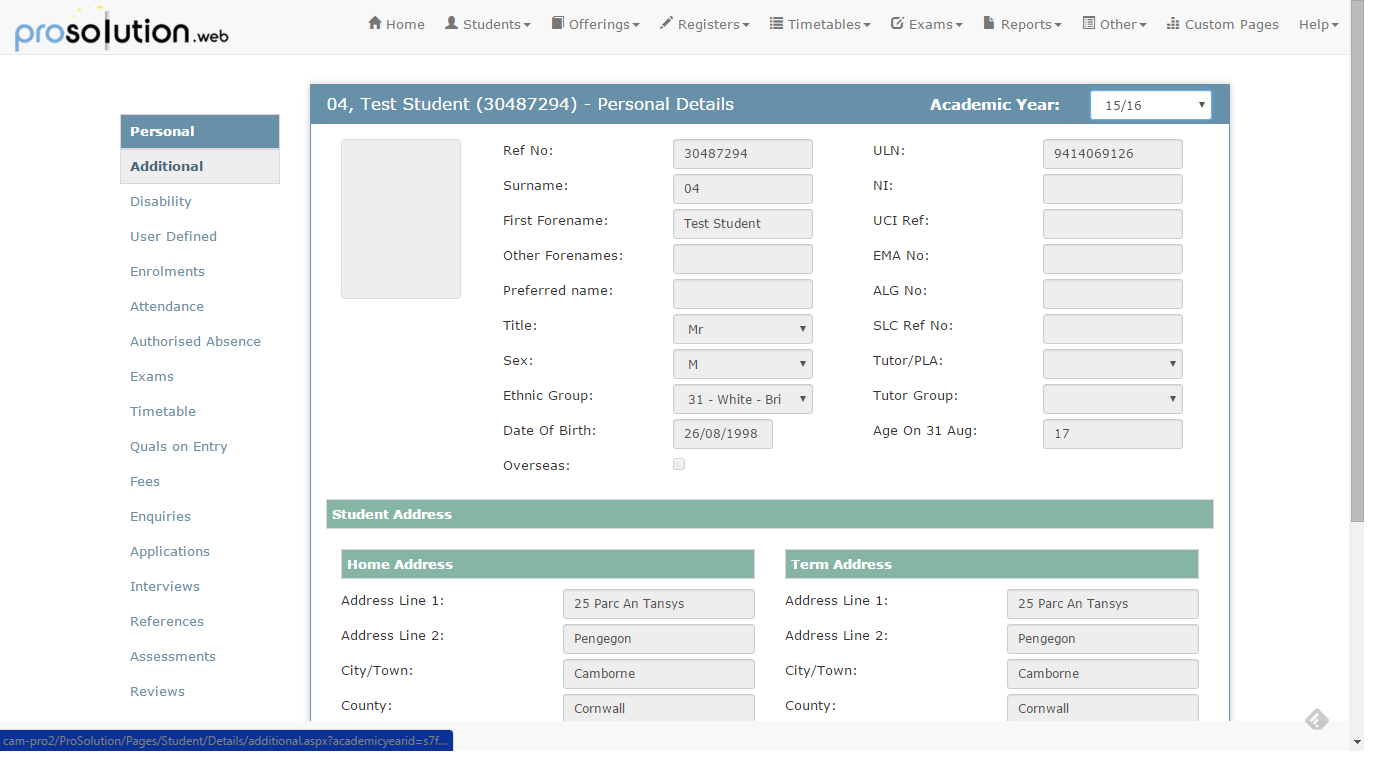 prosolution.web
Home Students Offerings Registers Timetables Exams Reports Other Custom Pages Help
04, Test Student (30487294) - Personal Details Academic Year: 15/16
Personal
Additional
Disability
User Defined
Enrolments
Attendance
Authorised Absence
Exams
Timetable
Quals on Entry
Fees
Enquiries
Applications
Interviews
References
Assessments
Reviews
Ref No: 30487294 ULN: 9414069126
Surname: 04 NI:
First Forename: Test Student UCI Ref:
Other Forenames: EMA No:
Preferred name: ALG No:
Title: Mr SLC Ref No:
Sex: M Tutor/PLA:
Ethnic Group: 31 - White - Bri Tutor Group:
Date Of Birth: 26/08/1998 Age On 31 Aug: 17
Overseas:
Student Address
Home Address Term Address
Address Line 1: 25 Parc An Tansys Address Line 1: 25 Parc An Tansys
Address Line 2: Pengegon Address Line 2: Pengegon
City/Town: Camborne City/Town: Camborne
County: Cornwall County: Cornwall
cam-pro2/ProSolution/Pages/Student/Details/additional.aspx?academicyearid=s7f...